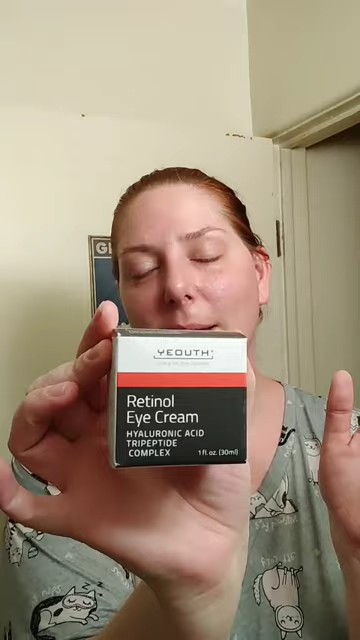 YEOUTH
Retinol
Eye Cream
HYALURONIC ACID
TRIPEPTIDE
COMPLEX
1 fl. oz. (30ml)